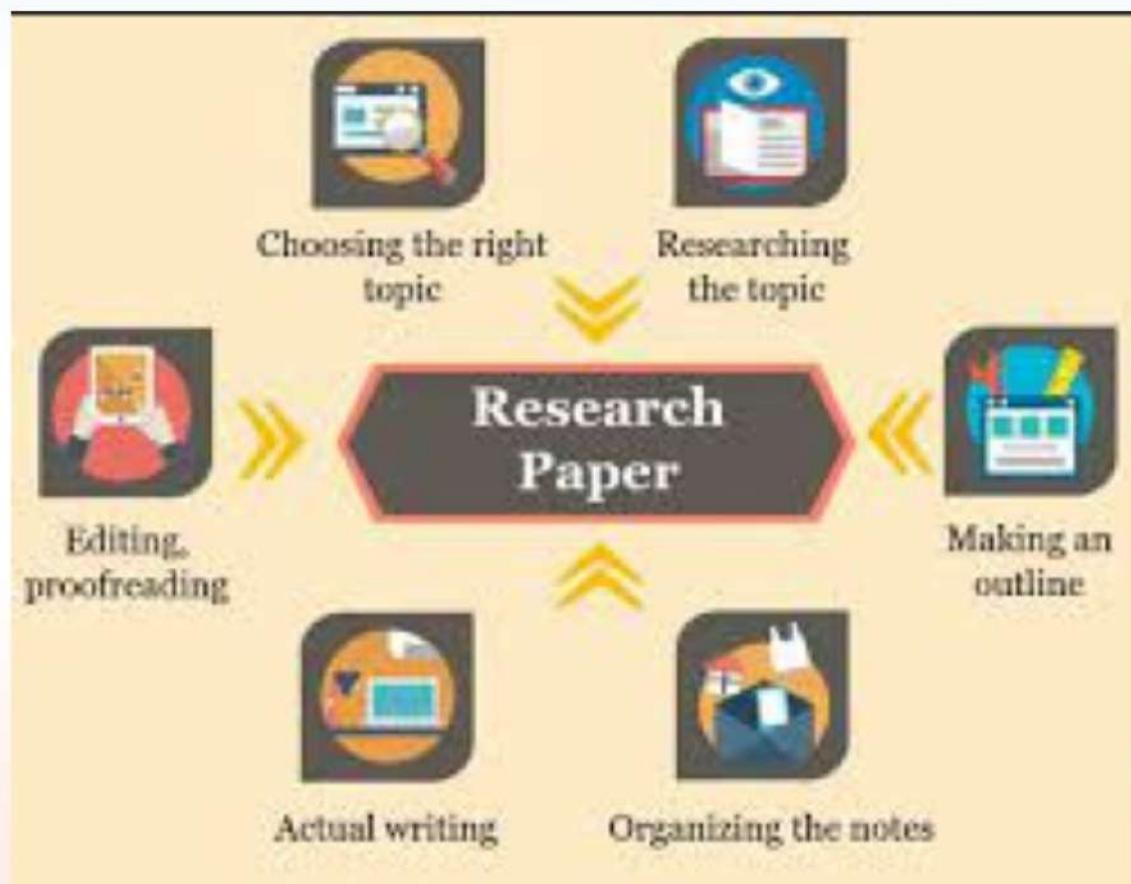 Choosing the right
topic
Researching
the topic
Research
Paper
Editing,
proofreading
Making an
outline
Actual writing
Organizing the notes